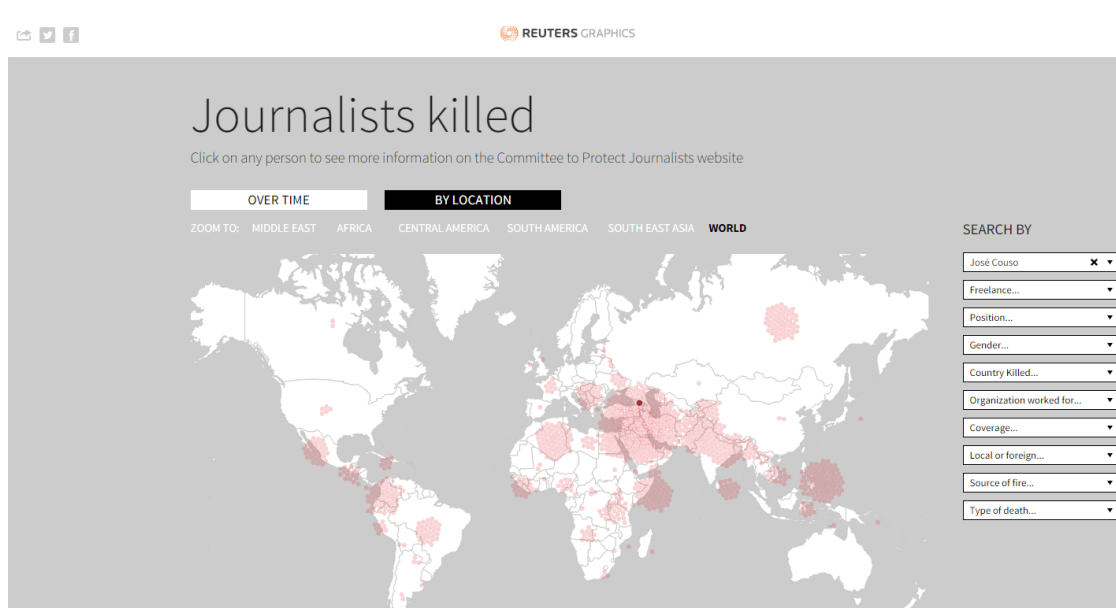 REUTERS GRAPHICS
Journalists killed
Click on any person to see more information on the Committee to Protect Journalists website
OVER TIME
BY LOCATION
ZOOM TO: MIDDLE EAST AFRICA CENTRAL AMERICA SOUTH AMERICA SOUTH EAST ASIA WORLD
SEARCH BY
José Couso
Freelance...
Position...
Gender...
Country Killed...
Organization worked for...
Coverage...
Local or foreign...
Source of fire...
Type of death...